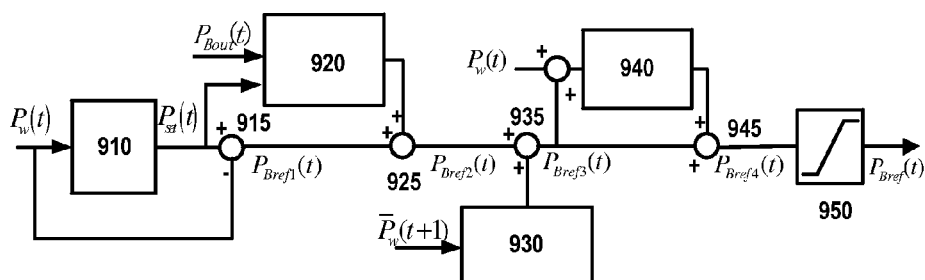 P_Bout(t)
920
P_w(t)
910
P_set(t)
+
915
-
P_Bref1(t)
+
+
925
P_Bref2(t)
+
935
+
P̅_w(t+1)
930
P_Bref3(t)
P_w(t)
+
+
940
+
945
+
P_Bref4(t)
950
P_Bref(t)